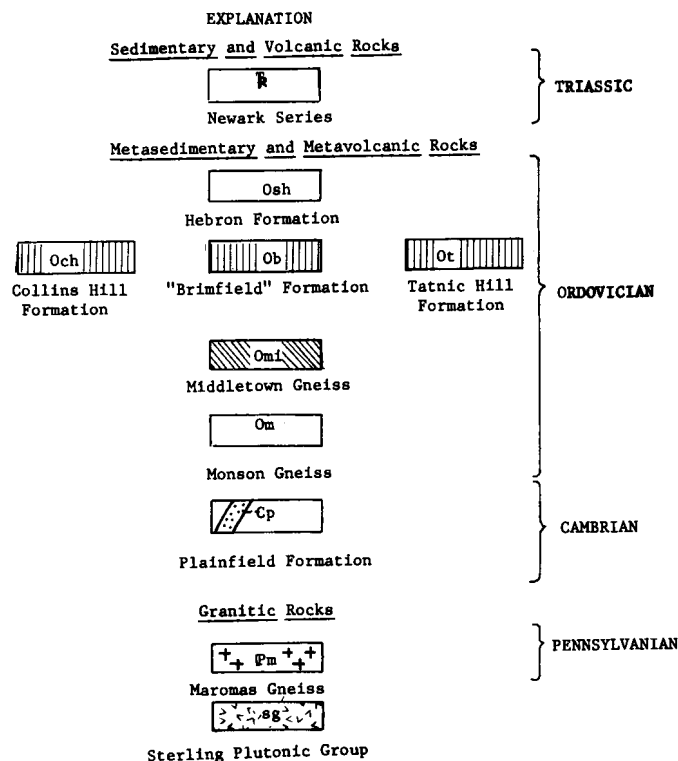 EXPLANATION
Sedimentary and Volcanic Rocks
TR
Newark Series
TRIASSIC
Metasedimentary and Metavolcanic Rocks
Osh
Hebron Formation
Och
Collins Hill
Formation
Ob
"Brimfield" Formation
Ot
Tatnic Hill
Formation
Omi
Middletown Gneiss
Om
Monson Gneiss
ORDOVICIAN
Cp
Plainfield Formation
CAMBRIAN
Granitic Rocks
Pm
Maromas Gneiss
PENNSYLVANIAN
sg
Sterling Plutonic Group